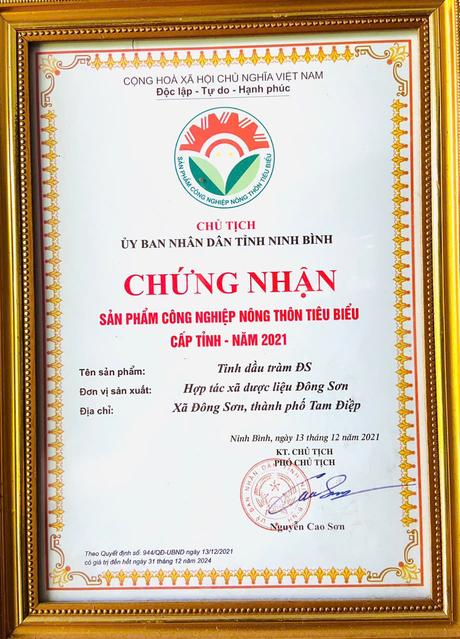 CỘNG HOÀ XÃ HỘI CHỦ NGHĨA VIỆT NAM
Độc lập - Tự do - Hạnh phúc
SẢN PHẨM CÔNG NGHIỆP NÔNG THÔN TIÊU BIỂU
CHỦ TỊCH
ỦY BAN NHÂN DÂN TỈNH NINH BÌNH
CHỨNG NHẬN
SẢN PHẨM CÔNG NGHIỆP NÔNG THÔN TIÊU BIỂU
CẤP TỈNH - NĂM 2021
Tên sản phẩm: Tinh dầu tràm ĐS
Đơn vị sản xuất: Hợp tác xã dược liệu Đông Sơn
Địa chỉ: Xã Đông Sơn, thành phố Tam Điệp
Ninh Bình, ngày 13 tháng 12 năm 2021
KT. CHỦ TỊCH
PHÓ CHỦ TỊCH
Nguyễn Cao Sơn
Theo Quyết định số: 944/QĐ-UBND ngày 13/12/2021
có giá trị đến hết ngày 31 tháng 12 năm 2024